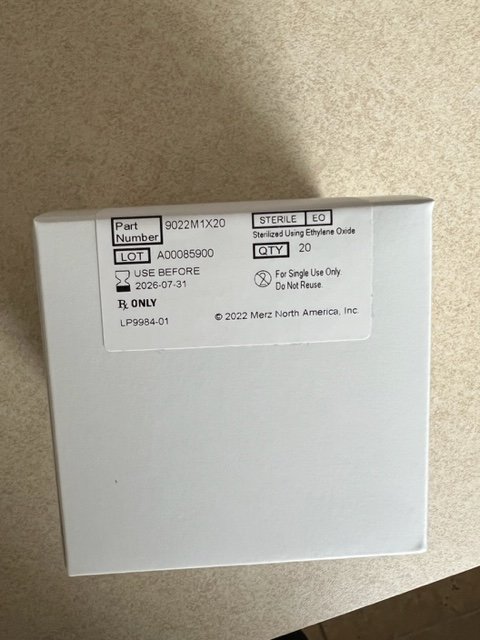 Part Number 9022M1X20
STERILE EO
Sterilized Using Ethylene Oxide
LOT A00085900
QTY 20
USE BEFORE
2026-07-31
For Single Use Only.
Do Not Reuse.
Rx ONLY
LP9984-01
© 2022 Merz North America, Inc.